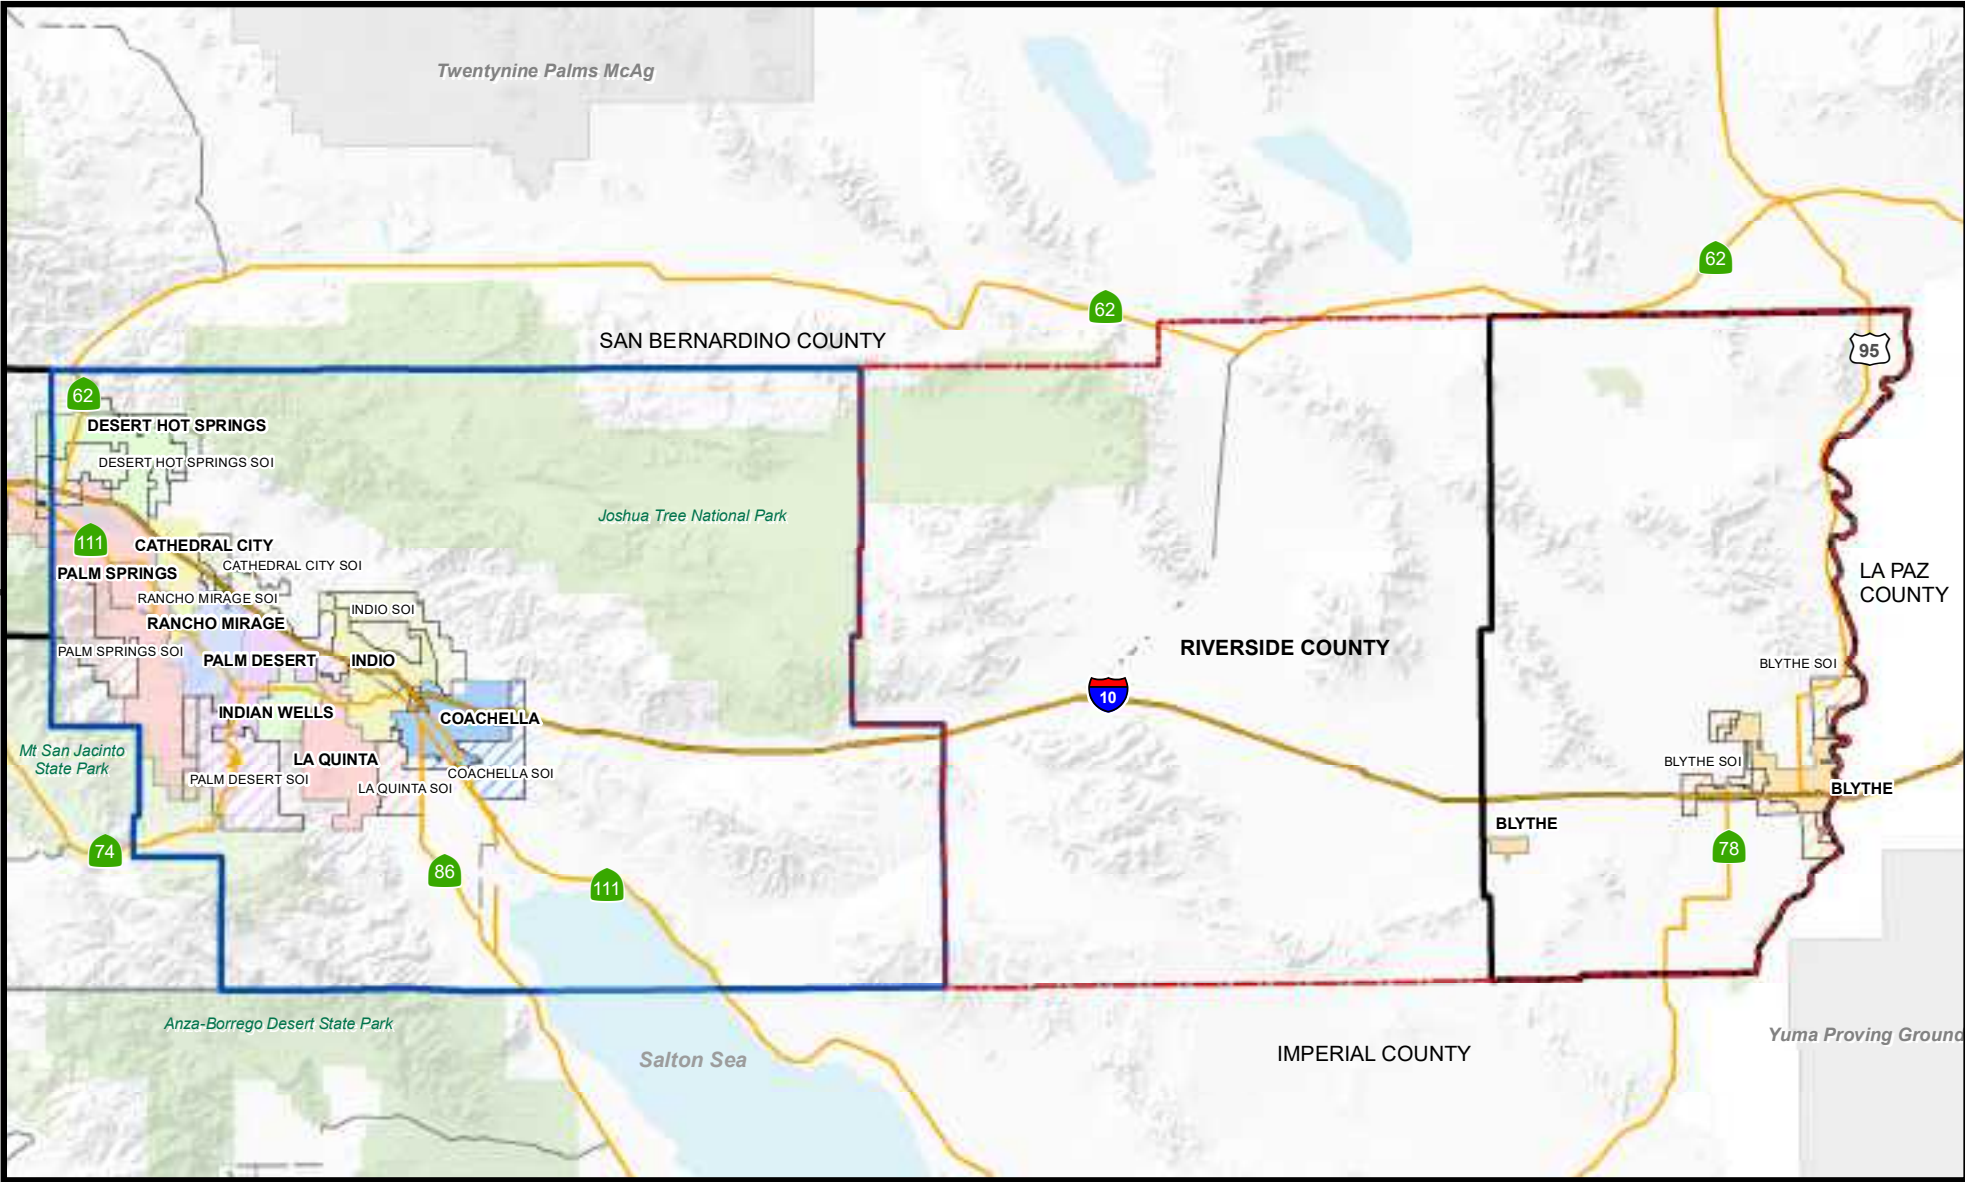 Twentynine Palms McAg
62
62
SAN BERNARDINO COUNTY
95
62
DESERT HOT SPRINGS
DESERT HOT SPRINGS SOI
Joshua Tree National Park
111
CATHEDRAL CITY
CATHEDRAL CITY SOI
PALM SPRINGS
LA PAZ
COUNTY
RANCHO MIRAGE SOI
INDIO SOI
RANCHO MIRAGE
RIVERSIDE COUNTY
PALM SPRINGS SOI
PALM DESERT
INDIO
BLYTHE SOI
10
INDIAN WELLS
COACHELLA
Mt San Jacinto
State Park
LA QUINTA
BLYTHE SOI
COACHELLA SOI
PALM DESERT SOI
LA QUINTA SOI
BLYTHE
BLYTHE
74
78
86
111
Anza-Borrego Desert State Park
Yuma Proving Ground
Salton Sea
IMPERIAL COUNTY